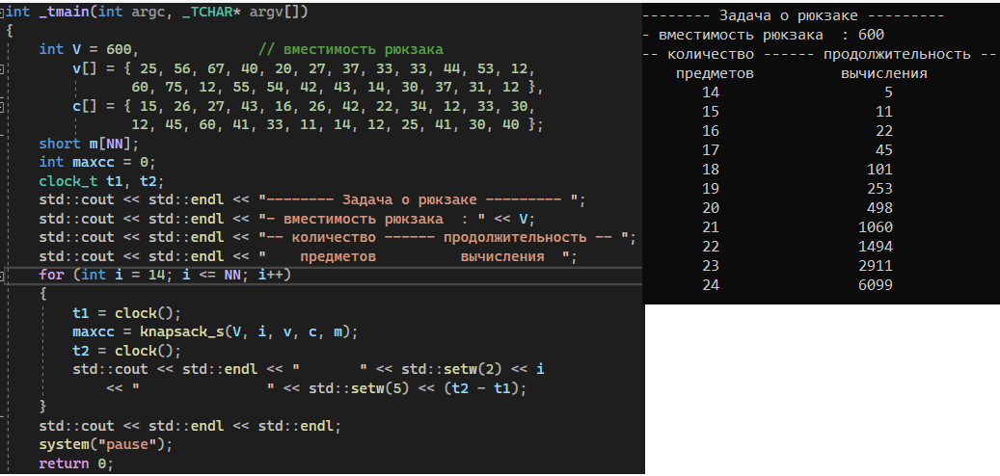 int _tmain(int argc, _TCHAR* argv[])
{
int V = 600, // вместимость рюкзака
v[] = { 25, 56, 67, 40, 20, 27, 37, 33, 33, 44, 53, 12,
60, 75, 12, 55, 54, 42, 43, 14, 30, 37, 31, 12 },
c[] = { 15, 26, 27, 43, 16, 26, 42, 22, 34, 12, 33, 30,
12, 45, 60, 41, 33, 11, 14, 12, 25, 41, 30, 40 };
short m[NN];
int maxcc = 0;
clock_t t1, t2;
std::cout << std::endl << "-------- Задача о рюкзаке --------- ";
std::cout << std::endl << "- вместимость рюкзака  : " << V;
std::cout << std::endl << "-- количество ------ продолжительность -- ";
std::cout << std::endl << "    предметов          вычисления  ";
for (int i = 14; i <= NN; i++)
{
t1 = clock();
maxcc = knapsack_s(V, i, v, c, m);
t2 = clock();
std::cout << std::endl << "       " << std::setw(2) << i
<< "               " << std::setw(5) << (t2 - t1);
}
std::cout << std::endl << std::endl;
system("pause");
return 0;
-------- Задача о рюкзаке ---------
- вместимость рюкзака  : 600
-- количество ------ продолжительность --
предметов вычисления
14 5
15 11
16 22
17 45
18 101
19 253
20 498
21 1060
22 1494
23 2911
24 6099